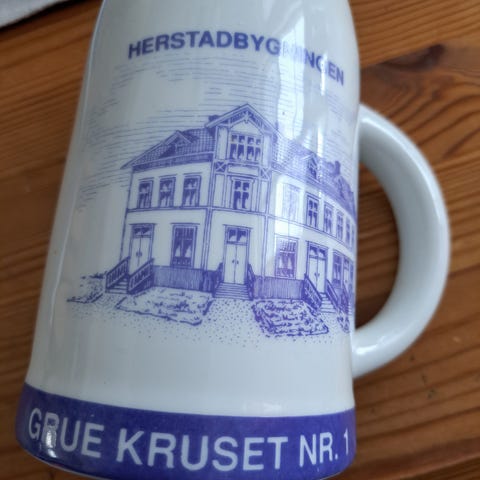 HERSTADBYGNINGEN
GRUE KRUSET NR. 1